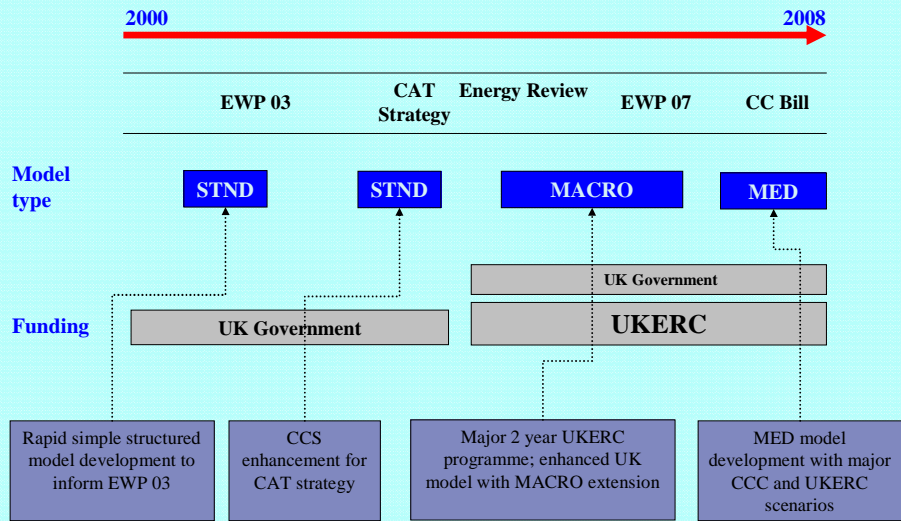 2000
2008
EWP 03
CAT
Strategy
Energy Review
EWP 07
CC Bill
Model
type
STND
STND
MACRO
MED
Funding
UK Government
UK Government
UKERC
Rapid simple structured
model development to
inform EWP 03
CCS
enhancement for
CAT strategy
Major 2 year UKERC
programme; enhanced UK
model with MACRO extension
MED model
development with major
CCC and UKERC
scenarios